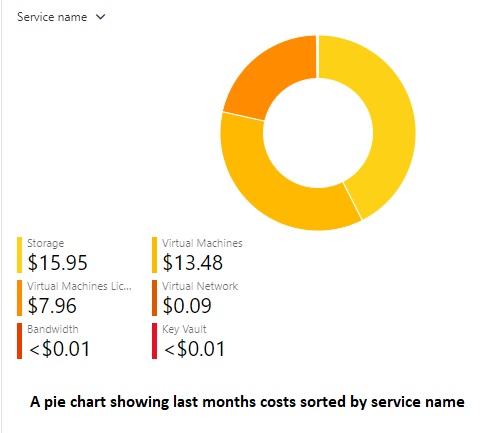 Service name
Storage
Virtual Machines
$15.95
$13.48
Virtual Machines Lic...
Virtual Network
$7.96
$0.09
Bandwidth
Key Vault
<$0.01
<$0.01
A pie chart showing last months costs sorted by service name